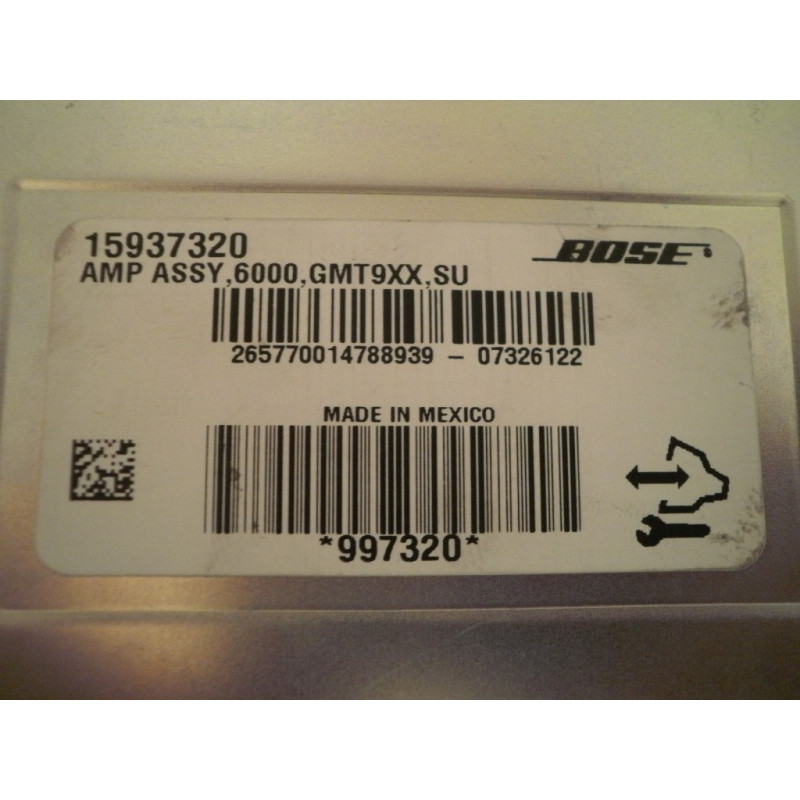 15937320
BOSE
AMP ASSY,6000,GMT9XX,SU
265770014788939 - 07326122
MADE IN MEXICO
*997320*